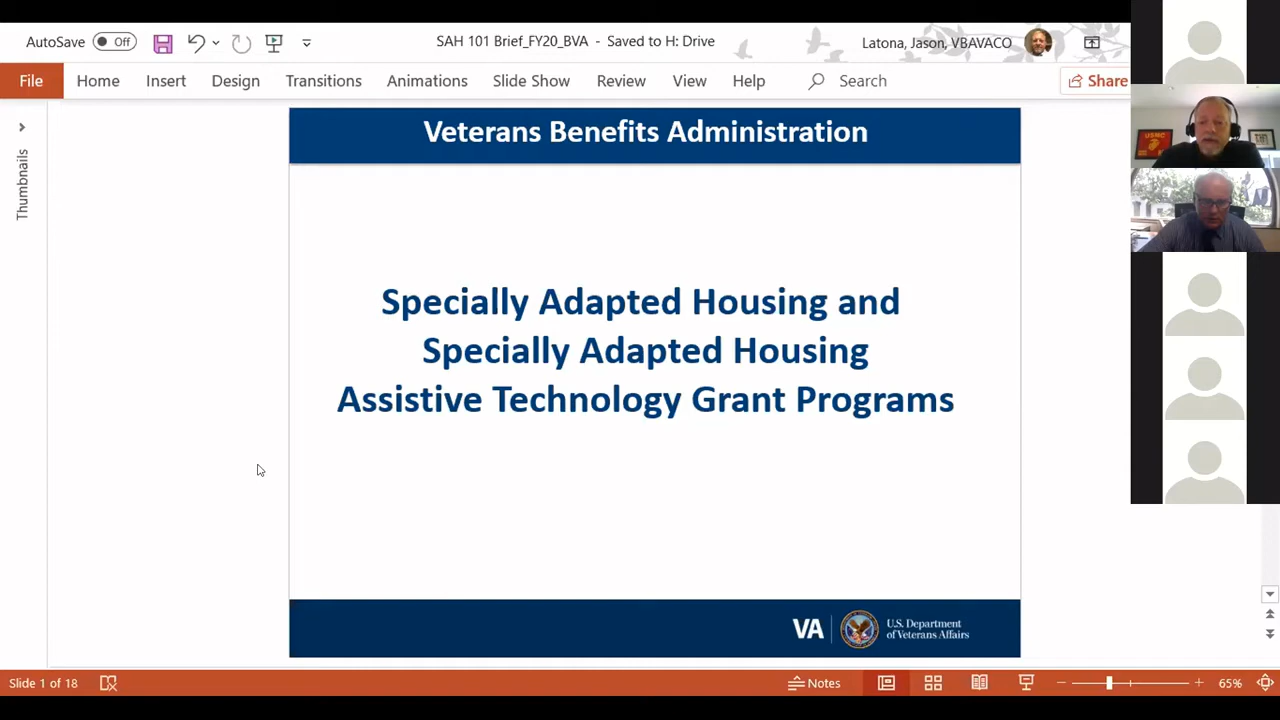 AutoSave Off SAH 101 Brief_FY20_BVA - Saved to H: Drive Latona, Jason, VBAVACO
File Home Insert Design Transitions Animations Slide Show Review View Help Search Share
Thumbnails
Veterans Benefits Administration
USMC
Specially Adapted Housing and
Specially Adapted Housing
Assistive Technology Grant Programs
VA U.S. Department
of Veterans Affairs
Slide 1 of 18 Notes 65%